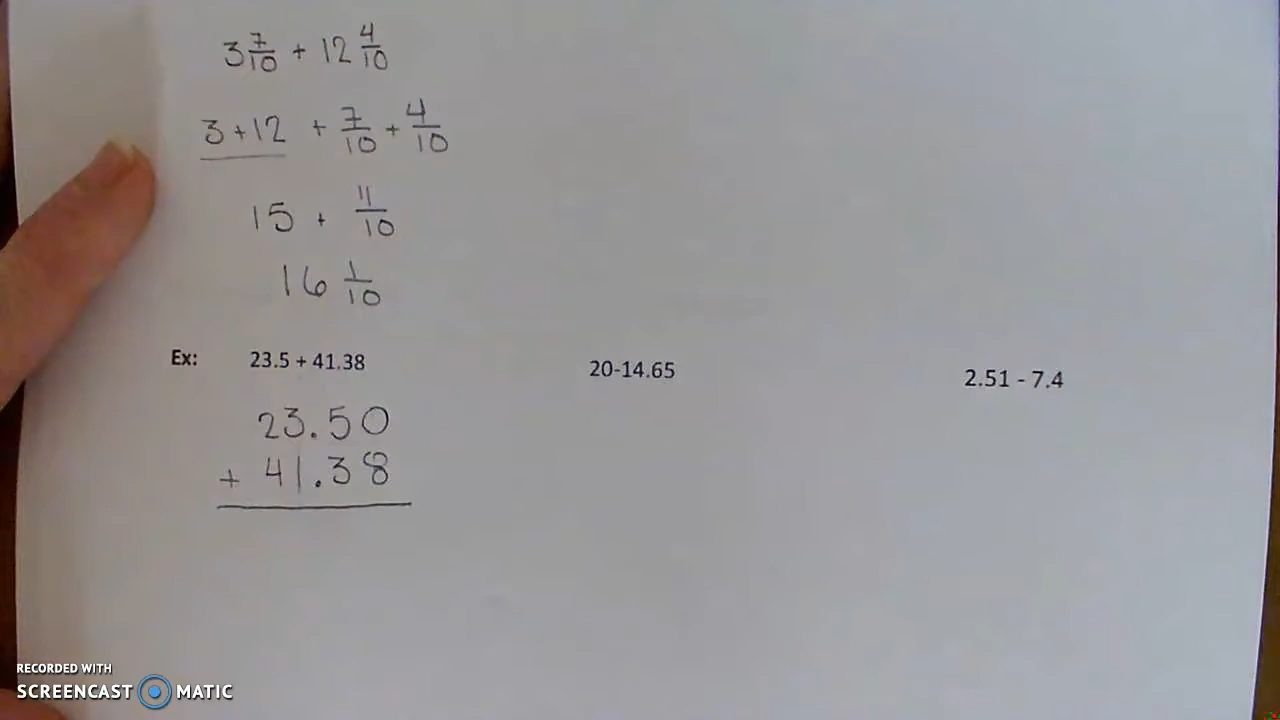 3 7/10 + 12 4/10
3+12 + 7/10 + 4/10
15 + 11/10
16 1/10
Ex: 23.5 + 41.38 20-14.65 2.51 - 7.4
23.50
+ 41.38
RECORDED WITH
SCREENCAST MATIC